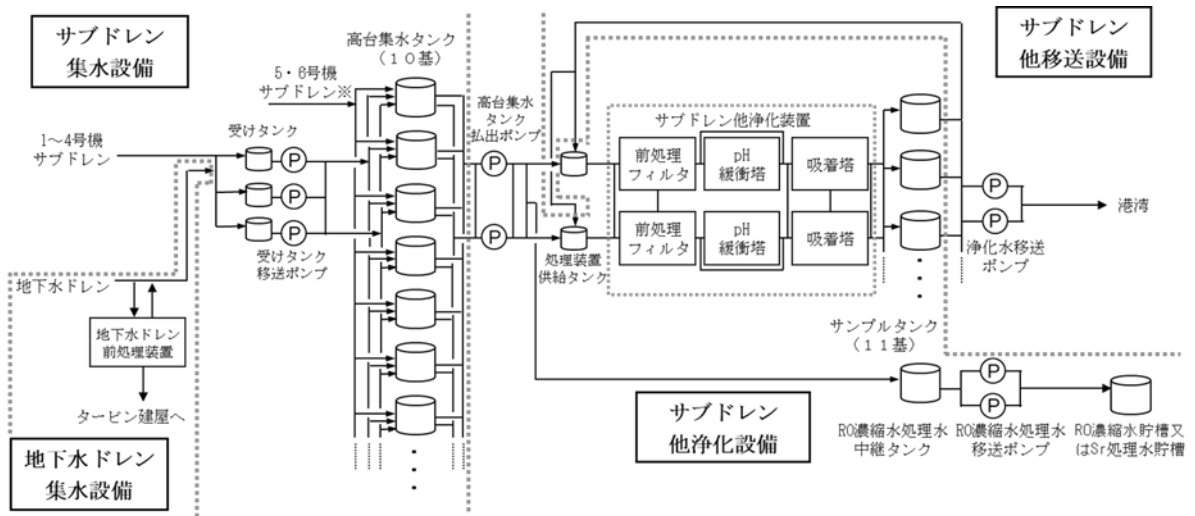 サブドレン
集水設備
高台集水タンク
(10基)
5・6号機
サブドレン※
1~4号機
サブドレン
受けタンク
P
P
P
受けタンク
移送ポンプ
地下水ドレン
地下水ドレン
前処理装置
タービン建屋へ
地下水ドレン
集水設備
高台集水
タンク
払出ポンプ
P
P
処理装置
供給タンク
サブドレン他浄化装置
前処理
フィルタ
pH
緩衝塔
吸着塔
前処理
フィルタ
pH
緩衝塔
吸着塔
サブドレン
他移送設備
P
P
港湾
浄化水移送
ポンプ
サンプルタンク
(11基)
サブドレン
他浄化設備
P
P
RO濃縮水処理水
中継タンク
RO濃縮水処理水
移送ポンプ
RO濃縮水貯槽又
はSr処理水貯槽